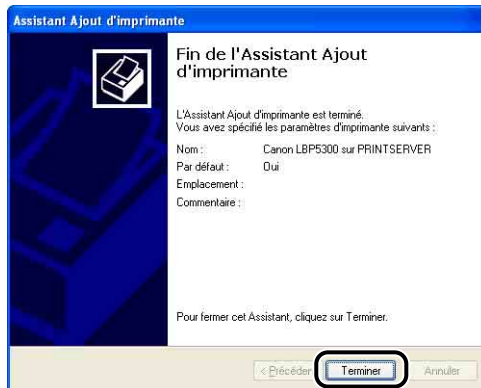 Assistant Ajout d'imprimante
Fin de l'Assistant Ajout
d'imprimante
L'Assistant Ajout d'imprimante est terminé.
Vous avez spécifié les paramètres d'imprimante suivants :
Nom : Canon LBP5300 sur PRINTSERVER
Par défaut : Oui
Emplacement :
Commentaire :
Pour fermer cet Assistant, cliquez sur Terminer.
< Précéder Terminer Annuler